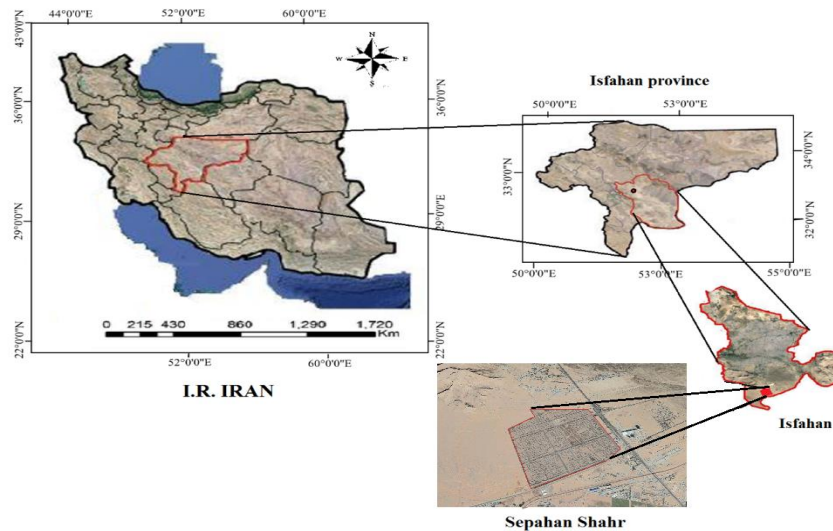 44°0'0"E
52°0'0"E
60°0'0"E
43°0'0"N
36°0'0"N
29°0'0"N
22°0'0"N
36°0'0"N
29°0'0"E
22°0'0"N
N
W
E
S
0 215 430 860 1,290 1,720
Km
52°0'0"E
60°0'0"E
I.R. IRAN
Isfahan province
50°0'0"E
53°0'0"E
33°0'0"N
34°0'0"N
32°0'0"N
50°0'0"E
53°0'0"E
55°0'0"E
Isfahan
Sepahan Shahr